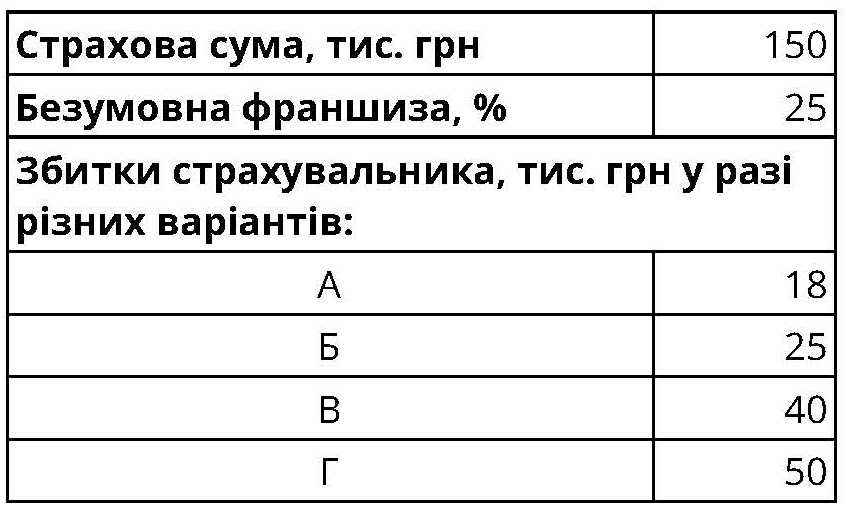 Страхова сума, тис. грн 150
Безумовна франшиза, % 25
Збитки страхувальника, тис. грн у разі
різних варіантів:
А 18
Б 25
В 40
Г 50